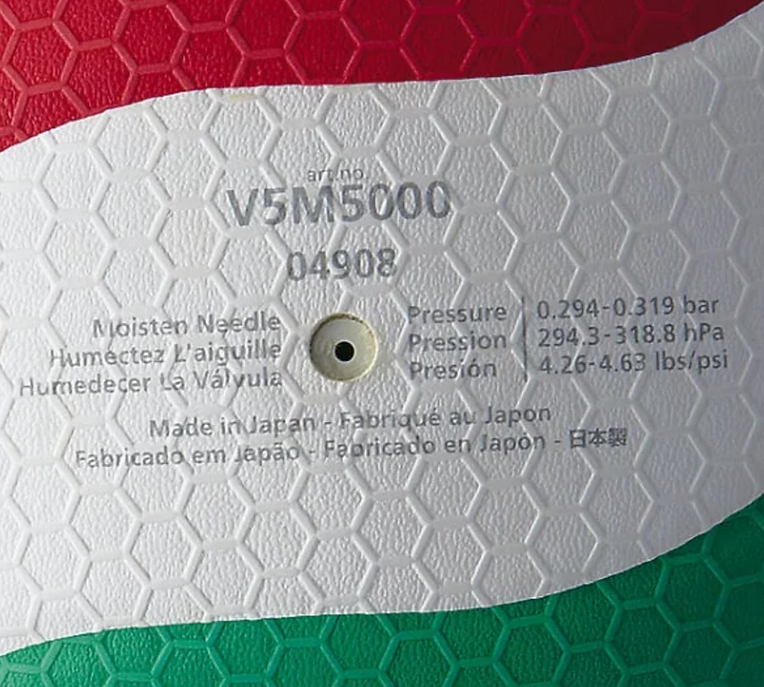 art.no.
V5M5000
04908
Moisten Needle
Huméctez L'aiguille
Humedecer La Válvula
Pressure
Pression
Presión
0.294-0.319 bar
294.3-318.8 hPa
4.26-4.63 lbs/psi
Made in Japan - Fabriqué au Japon
Fabricado em Japão - Fabricado en Japón - 日本製